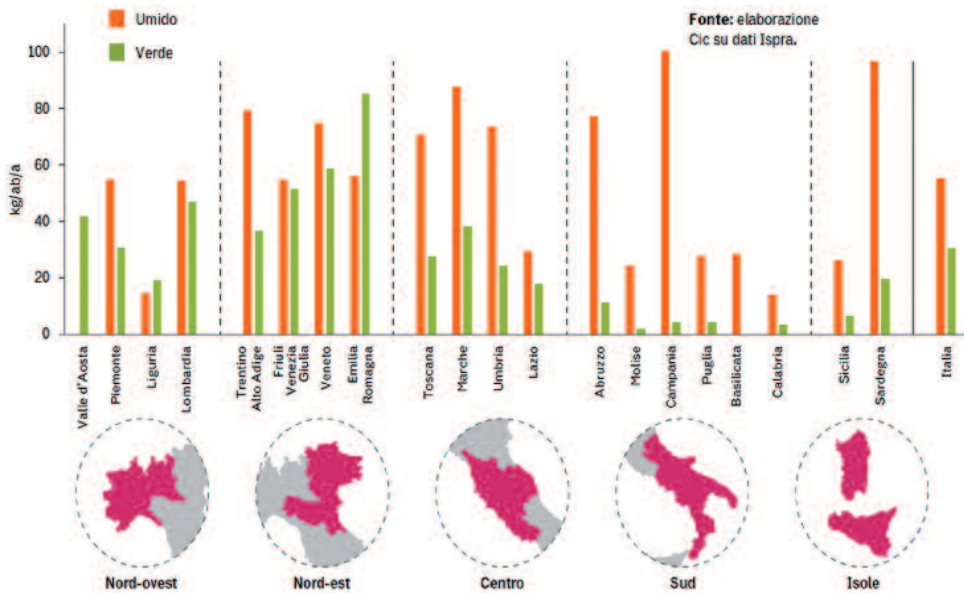 Umido
Verde
Fonte: elaborazione
Cic su dati Ispra.
kg/ab/a
100
80
60
40
20
0
Valle d'Aosta
Piemonte
Liguria
Lombardia
Trentino
Alto Adige
Friuli
Venezia
Giulia
Veneto
Emilia
Romagna
Toscana
Marche
Umbria
Lazio
Abruzzo
Molise
Campania
Puglia
Basilicata
Calabria
Sicilia
Sardegna
Italia
Nord-ovest
Nord-est
Centro
Sud
Isole